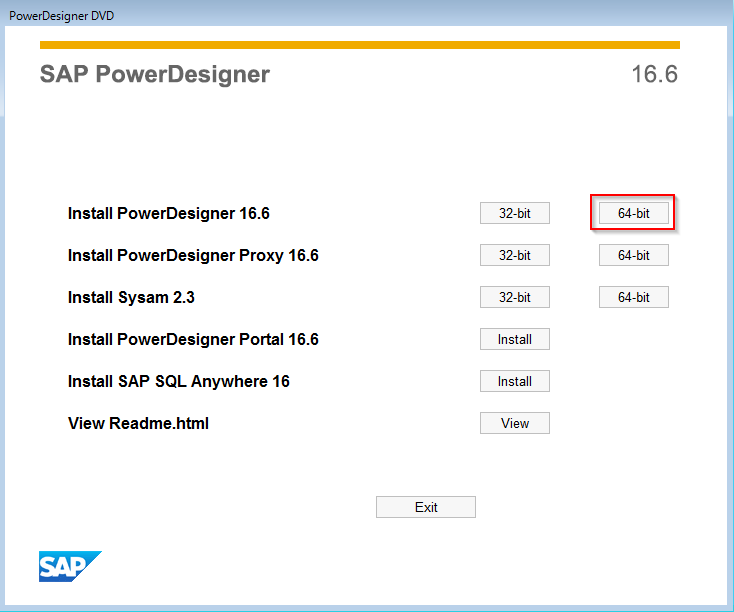 PowerDesigner DVD
SAP PowerDesigner 16.6
Install PowerDesigner 16.6 32-bit 64-bit
Install PowerDesigner Proxy 16.6 32-bit 64-bit
Install Sysam 2.3 32-bit 64-bit
Install PowerDesigner Portal 16.6 Install
Install SAP SQL Anywhere 16 Install
View Readme.html View
Exit
SAP